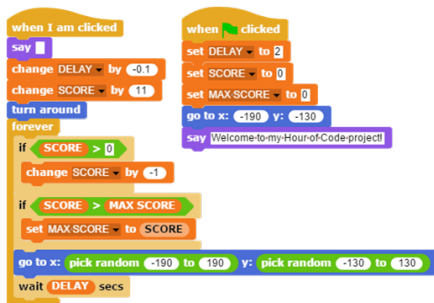 when I am clicked
say
change DELAY by -0.1
change SCORE by 11
turn around
forever
if SCORE > 0
change SCORE by -1
if SCORE > MAX SCORE
set MAX SCORE to SCORE
go to x: pick random -190 to 190 y: pick random -130 to 130
wait DELAY secs
when clicked
set DELAY to 2
set SCORE to 0
set MAX SCORE to 0
go to x: -190 y: -130
say Welcome-to-my-Hour-of-Code-project!